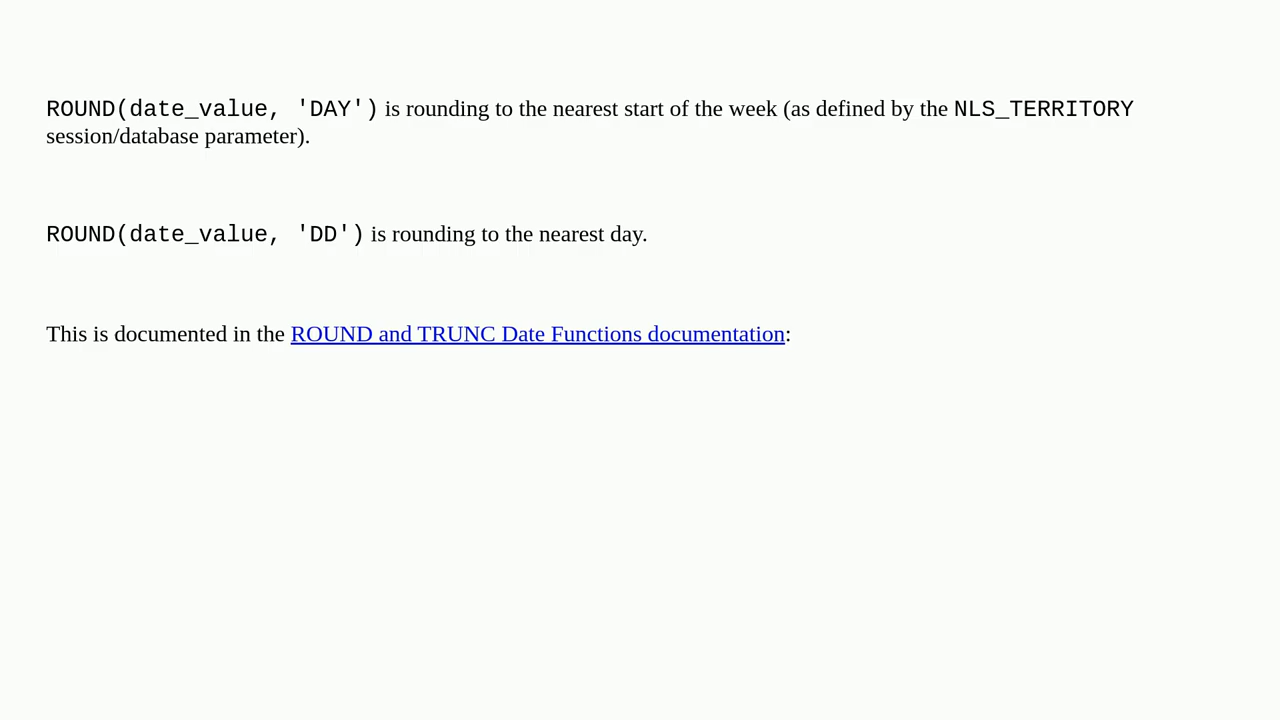 ROUND(date_value, 'DAY') is rounding to the nearest start of the week (as defined by the NLS_TERRITORY
session/database parameter).
ROUND(date_value, 'DD') is rounding to the nearest day.
This is documented in the ROUND and TRUNC Date Functions documentation: